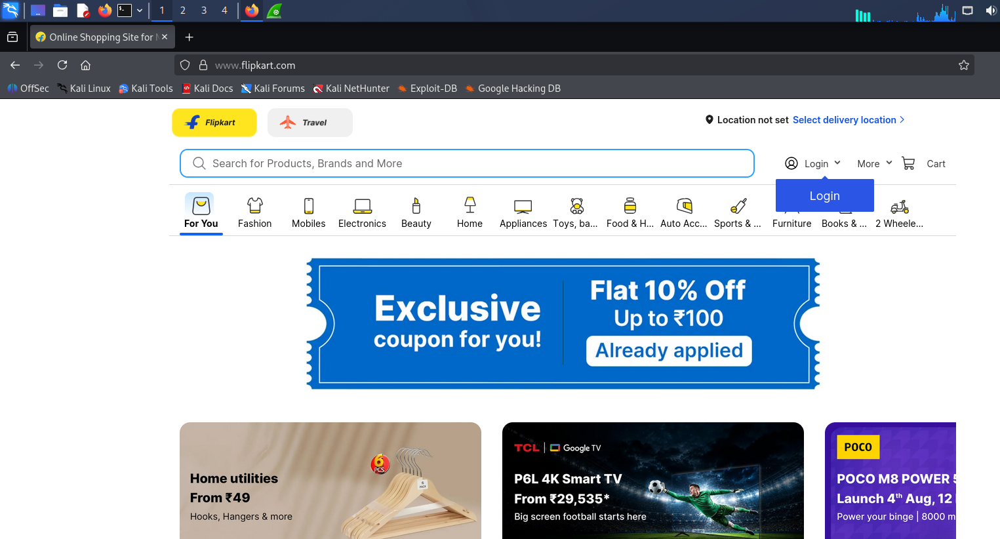 1 2 3 4
Online Shopping Site for
www.flipkart.com
OffSec Kali Linux Kali Tools Kali Docs Kali Forums Kali NetHunter Exploit-DB Google Hacking DB
Flipkart Travel Location not set Select delivery location
Search for Products, Brands and More Login More Cart
Login
For You Fashion Mobiles Electronics Beauty Home Appliances Toys, ba... Food & H... Auto Acc... Sports & ... Furniture Books & ... 2 Wheele...
Exclusive
coupon for you!
Flat 10% Off
Up to ₹100
Already applied
6
PCS
6
PACK
Home utilities
From ₹49
Hooks, Hangers & more
TCL | Google TV
P6L 4K Smart TV
From ₹29,535*
Big screen football starts here
POCO
POCO M8 POWER 5
Launch 4th Aug, 12
Power your binge | 8000 m